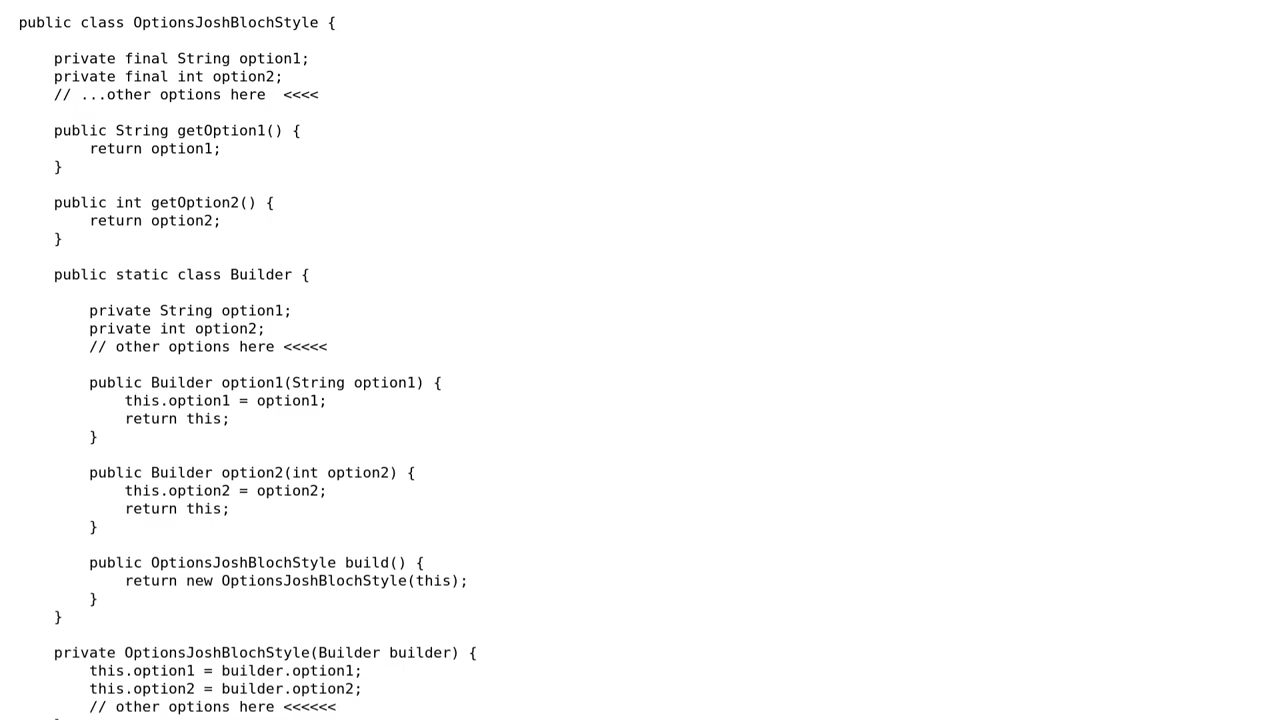 public class OptionsJoshBlochStyle {
private final String option1;
private final int option2;
// ...other options here  <<<<
public String getOption1() {
return option1;
}
public int getOption2() {
return option2;
}
public static class Builder {
private String option1;
private int option2;
// other options here <<<<<
public Builder option1(String option1) {
this.option1 = option1;
return this;
}
public Builder option2(int option2) {
this.option2 = option2;
return this;
}
public OptionsJoshBlochStyle build() {
return new OptionsJoshBlochStyle(this);
}
}
private OptionsJoshBlochStyle(Builder builder) {
this.option1 = builder.option1;
this.option2 = builder.option2;
// other options here <<<<<<